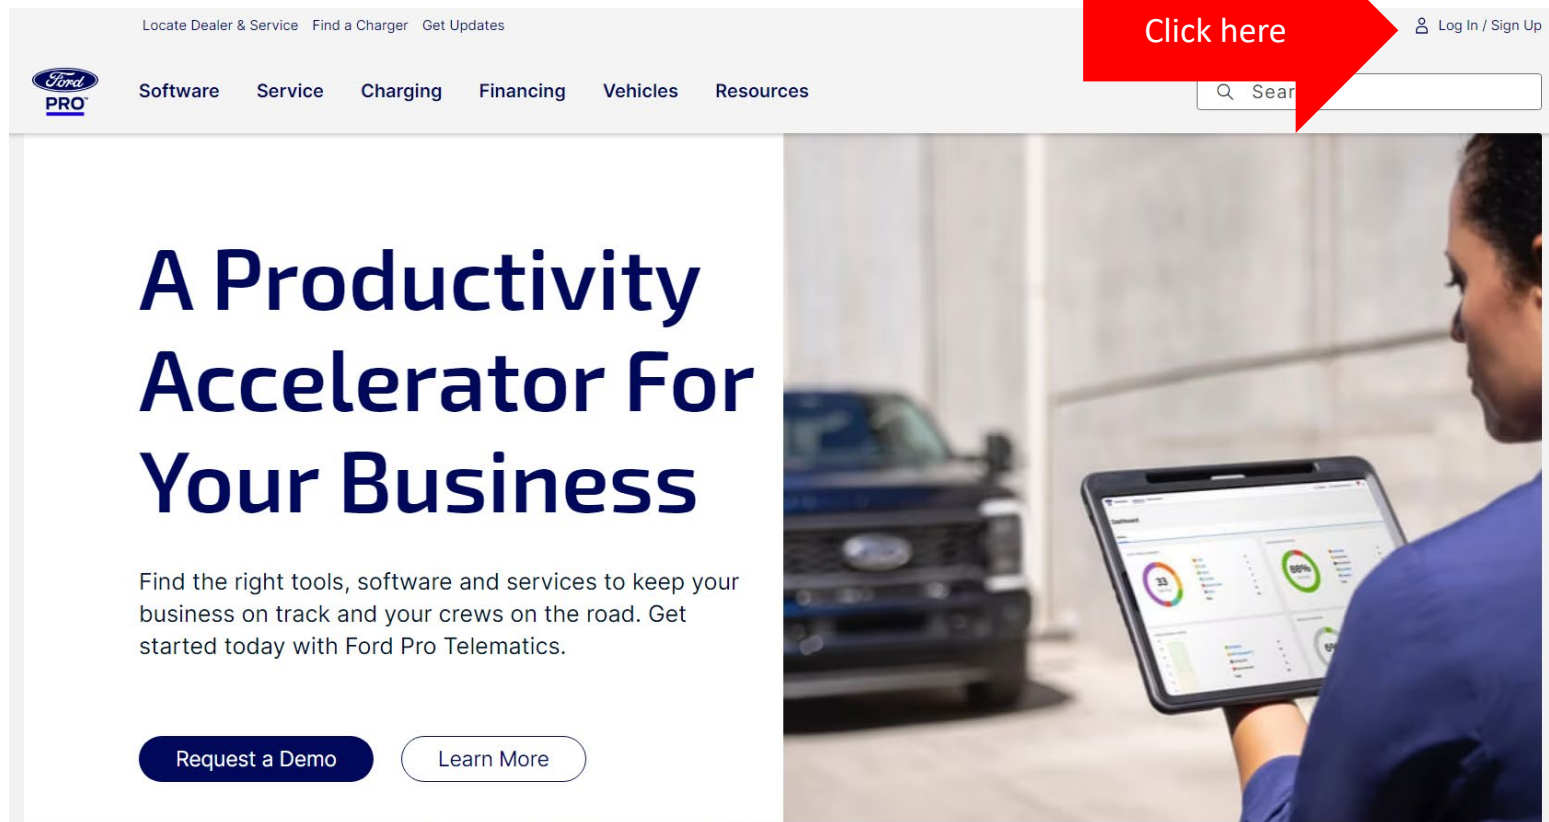 Locate Dealer & Service Find a Charger Get Updates
Click here
Log In / Sign Up
Ford
PRO
Software Service Charging Financing Vehicles Resources
Sear
A Productivity
Accelerator For
Your Business
Find the right tools, software and services to keep your
business on track and your crews on the road. Get
started today with Ford Pro Telematics.
Request a Demo Learn More
Dashboard
33
88%